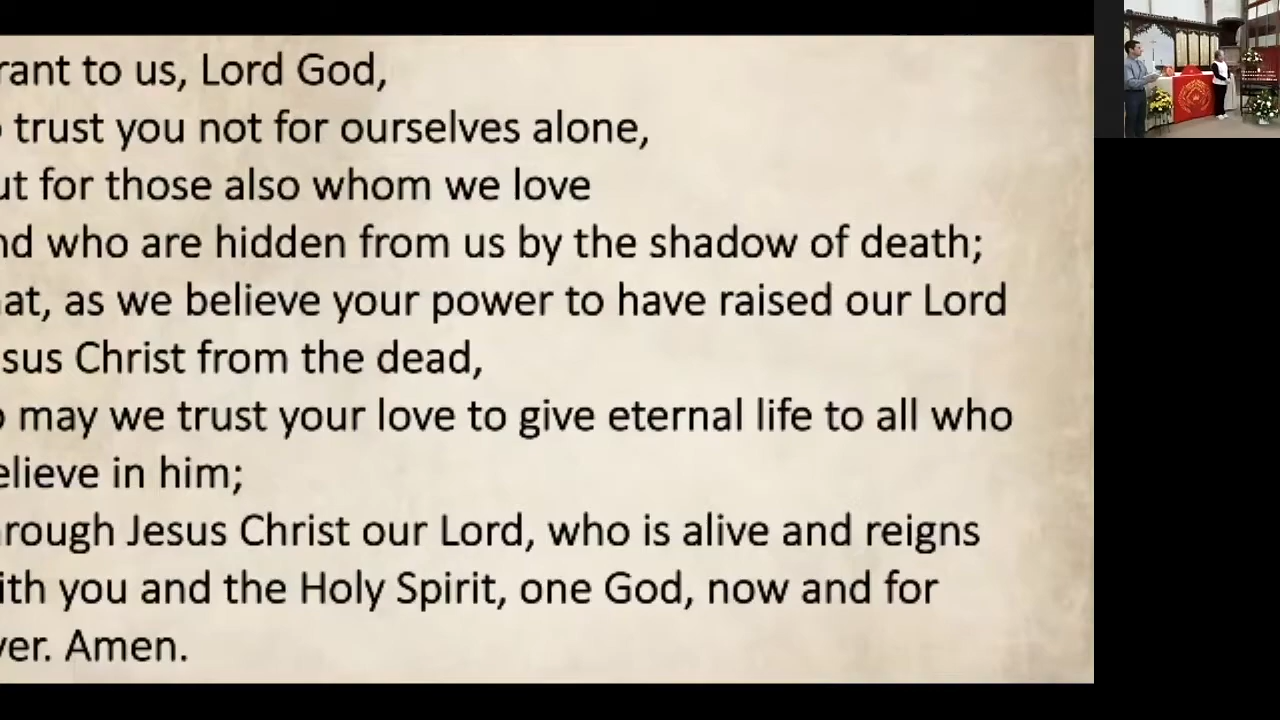 rant to us, Lord God,
o trust you not for ourselves alone,
ut for those also whom we love
nd who are hidden from us by the shadow of death;
hat, as we believe your power to have raised our Lord
esus Christ from the dead,
o may we trust your love to give eternal life to all who
elieve in him;
hrough Jesus Christ our Lord, who is alive and reigns
ith you and the Holy Spirit, one God, now and for
ver. Amen.